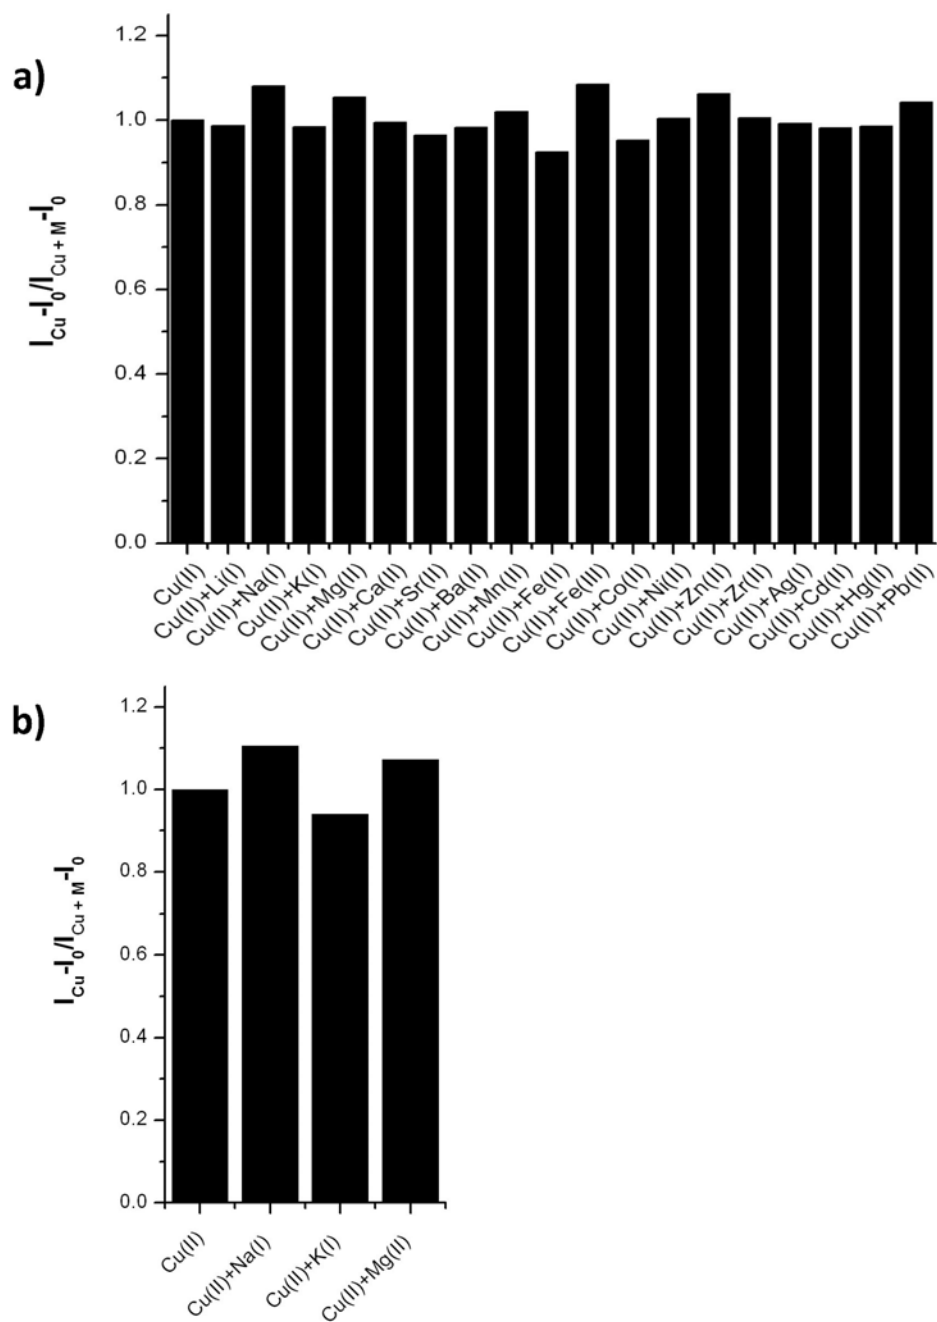 a)
1.2
1.0
0.8
0.6
0.4
0.2
0.0
I_Cu-I_0/I_Cu + M-I_0
Cu(II)
Cu(II)+Li(I)
Cu(II)+Na(I)
Cu(II)+K(I)
Cu(II)+Mg(II)
Cu(II)+Ca(II)
Cu(II)+Sr(II)
Cu(II)+Ba(II)
Cu(II)+Mn(II)
Cu(II)+Fe(II)
Cu(II)+Fe(III)
Cu(II)+Co(II)
Cu(II)+Ni(II)
Cu(II)+Zn(II)
Cu(II)+Zr(II)
Cu(II)+Ag(I)
Cu(II)+Cd(II)
Cu(II)+Hg(II)
Cu(II)+Pb(II)
b)
1.2
1.0
0.8
0.6
0.4
0.2
0.0
I_Cu-I_0/I_Cu + M-I_0
Cu(II)
Cu(II)+Na(I)
Cu(II)+K(I)
Cu(II)+Mg(II)